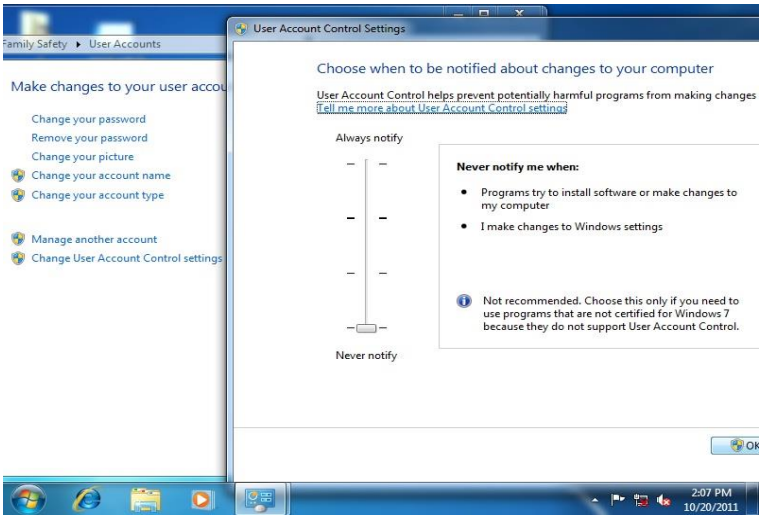 Family Safety ▸ User Accounts
Make changes to your user accou
Change your password
Remove your password
Change your picture
Change your account name
Change your account type
Manage another account
Change User Account Control settings
User Account Control Settings
Choose when to be notified about changes to your computer
User Account Control helps prevent potentially harmful programs from making changes
Tell me more about User Account Control settings
Always notify
Never notify
Never notify me when:
• Programs try to install software or make changes to
my computer
• I make changes to Windows settings
Not recommended. Choose this only if you need to
use programs that are not certified for Windows 7
because they do not support User Account Control.
OK
2:07 PM
10/20/2011